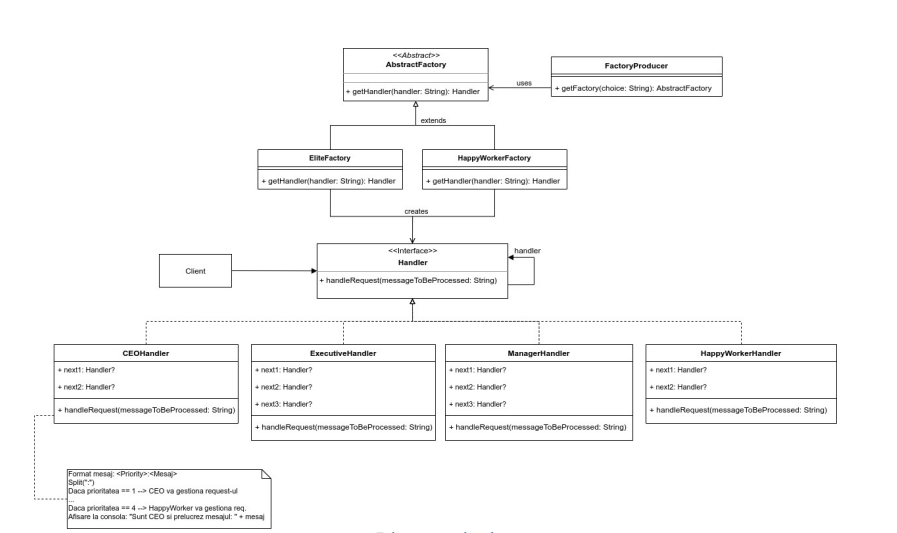 <<Abstract>>
AbstractFactory
+ getHandler(handler: String): Handler
FactoryProducer
+ getFactory(choice: String): AbstractFactory
uses
extends
EliteFactory
+ getHandler(handler: String): Handler
HappyWorkerFactory
+ getHandler(handler: String): Handler
creates
<<Interface>>
Handler
+ handleRequest(messageToBeProcessed: String)
handler
Client
CEOHandler
+ next1: Handler?
+ next2: Handler?
+ handleRequest(messageToBeProcessed: String)
ExecutiveHandler
+ next1: Handler?
+ next2: Handler?
+ next3: Handler?
+ handleRequest(messageToBeProcessed: String)
ManagerHandler
+ next1: Handler?
+ next2: Handler?
+ next3: Handler?
+ handleRequest(messageToBeProcessed: String)
HappyWorkerHandler
+ next1: Handler?
+ next2: Handler?
+ handleRequest(messageToBeProcessed: String)
Format mesaj: <Priority>:<Mesaj>
Split(":")
Daca prioritatea == 1 --> CEO va gestiona request-ul
...
Daca prioritatea == 4 --> HappyWorker va gestiona req.
Afisare la consola: "Sunt CEO si prelucrez mesajul: " + mesaj